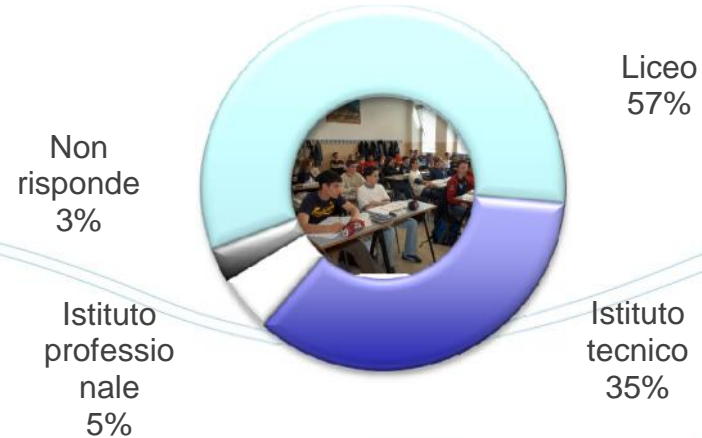 Liceo
57%
Non
risponde
3%
Istituto
professio
nale
5%
Istituto
tecnico
35%